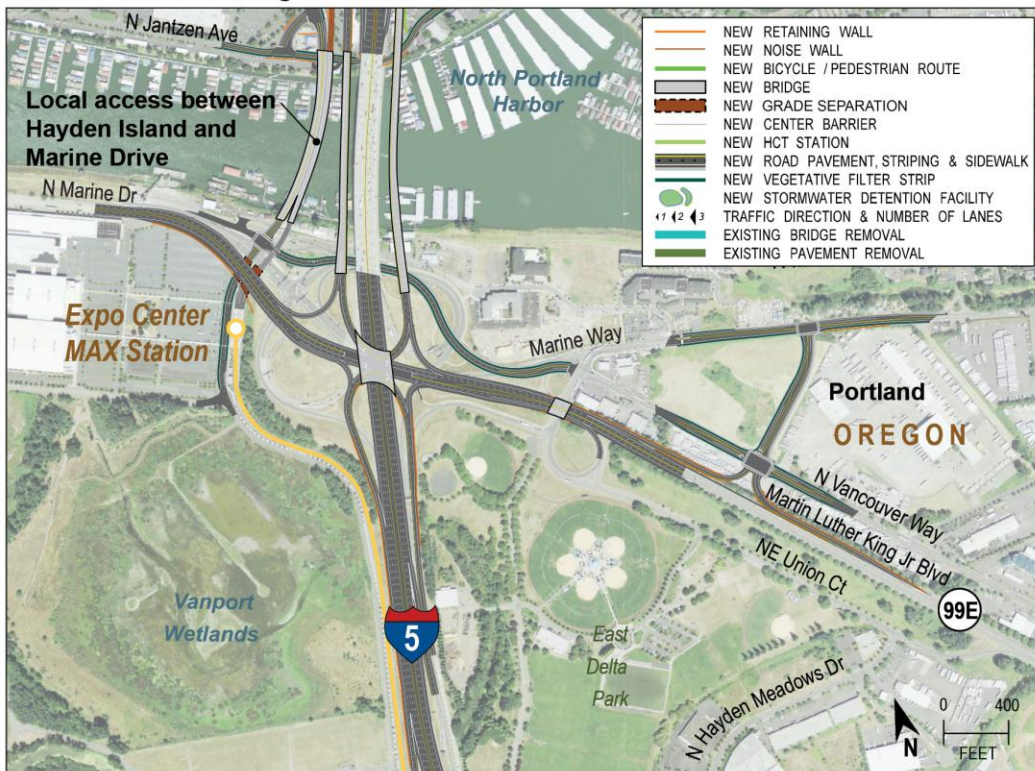 N Jantzen Ave
North Portland
Harbor
Local access between
Hayden Island and
Marine Drive
N Marine Dr
NEW RETAINING WALL
NEW NOISE WALL
NEW BICYCLE / PEDESTRIAN ROUTE
NEW BRIDGE
NEW GRADE SEPARATION
NEW CENTER BARRIER
NEW HCT STATION
NEW ROAD PAVEMENT, STRIPING & SIDEWALK
NEW VEGETATIVE FILTER STRIP
NEW STORMWATER DETENTION FACILITY
1 2 3 TRAFFIC DIRECTION & NUMBER OF LANES
EXISTING BRIDGE REMOVAL
EXISTING PAVEMENT REMOVAL
Expo Center
MAX Station
Marine Way
Portland
OREGON
N Vancouver Way
Martin Luther King Jr Blvd
NE Union Ct
99E
Vanport
Wetlands
5
East
Delta
Park
N Hayden Meadows Dr
N
0 400
FEET